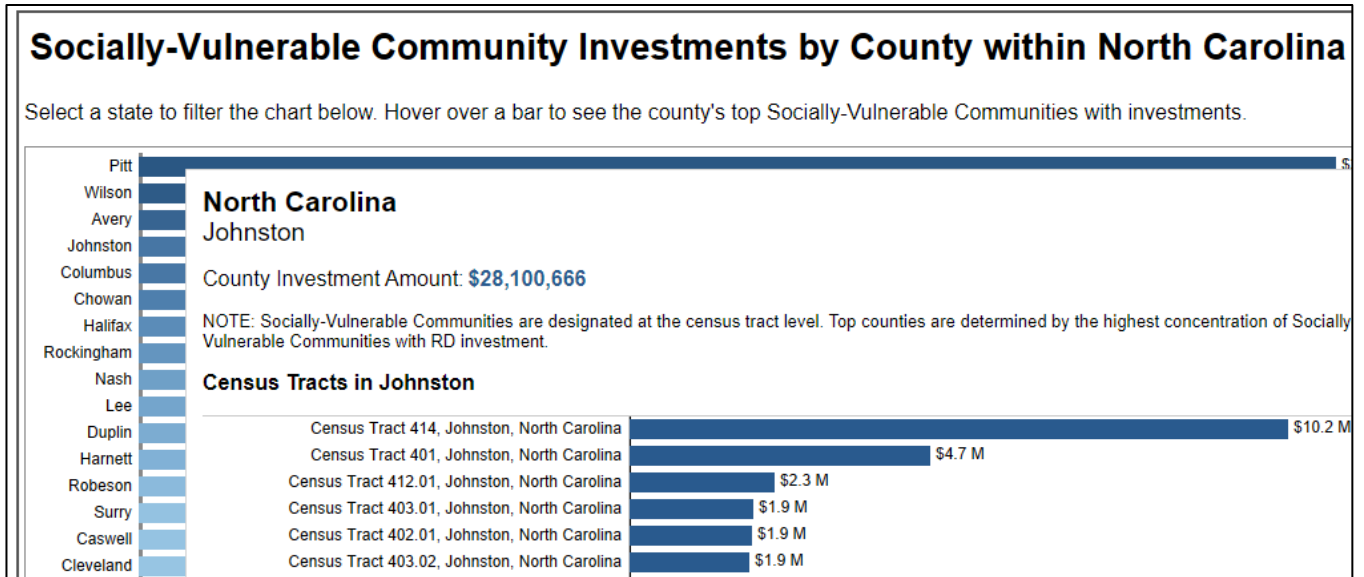 Socially-Vulnerable Community Investments by County within North Carolina
Select a state to filter the chart below. Hover over a bar to see the county's top Socially-Vulnerable Communities with investments.
Pitt
Wilson
Avery
Johnston
Columbus
Chowan
Halifax
Rockingham
Nash
Lee
Duplin
Harnett
Robeson
Surry
Caswell
Cleveland
$
North Carolina
Johnston
County Investment Amount: $28,100,666
NOTE: Socially-Vulnerable Communities are designated at the census tract level. Top counties are determined by the highest concentration of Socially
Vulnerable Communities with RD investment.
Census Tracts in Johnston
Census Tract 414, Johnston, North Carolina $10.2 M
Census Tract 401, Johnston, North Carolina $4.7 M
Census Tract 412.01, Johnston, North Carolina $2.3 M
Census Tract 403.01, Johnston, North Carolina $1.9 M
Census Tract 402.01, Johnston, North Carolina $1.9 M
Census Tract 403.02, Johnston, North Carolina $1.9 M